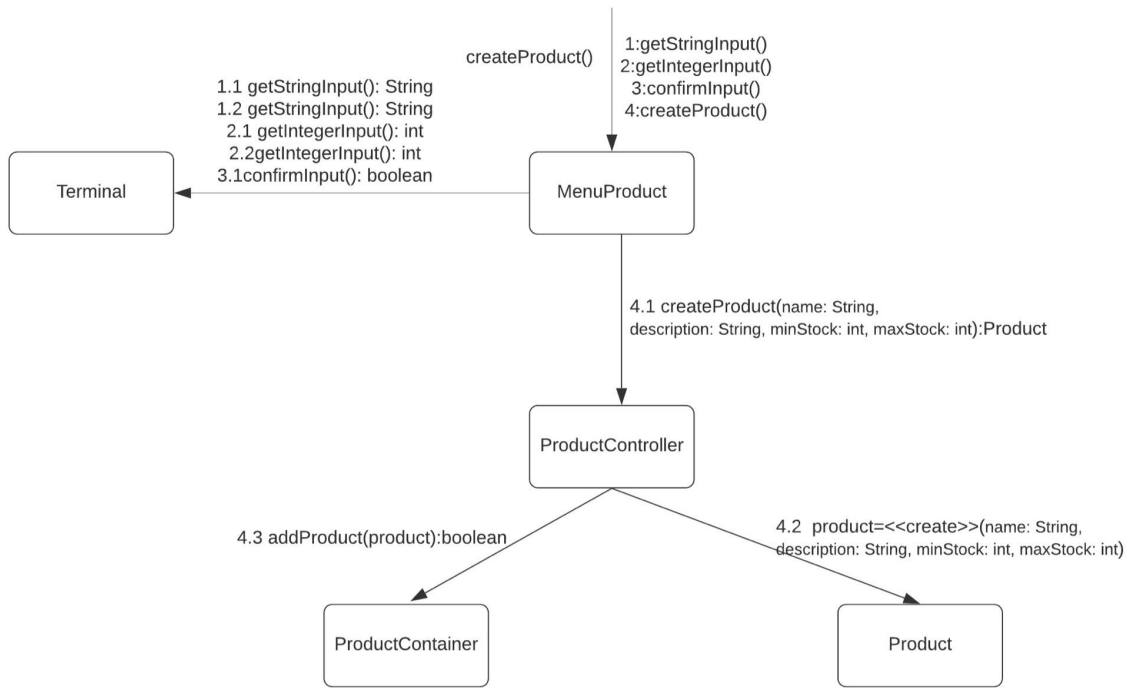 createProduct()
1:getStringInput()
2:getIntegerInput()
3:confirmInput()
4:createProduct()
1.1 getStringInput(): String
1.2 getStringInput(): String
2.1 getIntegerInput(): int
2.2getIntegerInput(): int
3.1confirmInput(): boolean
Terminal
MenuProduct
4.1 createProduct(name: String,
description: String, minStock: int, maxStock: int):Product
ProductController
4.3 addProduct(product):boolean
4.2 product=<<create>>(name: String,
description: String, minStock: int, maxStock: int)
ProductContainer
Product